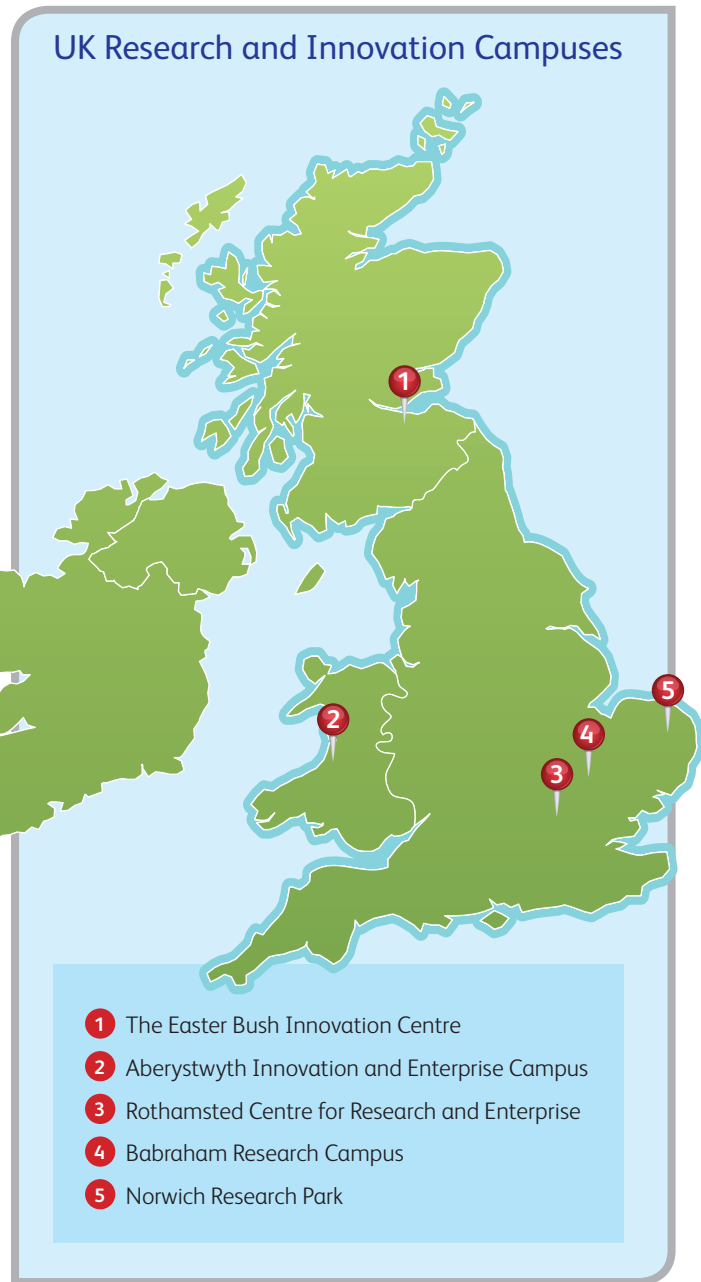 UK Research and Innovation Campuses
1
2
5
4
3
1 The Easter Bush Innovation Centre
2 Aberystwyth Innovation and Enterprise Campus
3 Rothamsted Centre for Research and Enterprise
4 Babraham Research Campus
5 Norwich Research Park